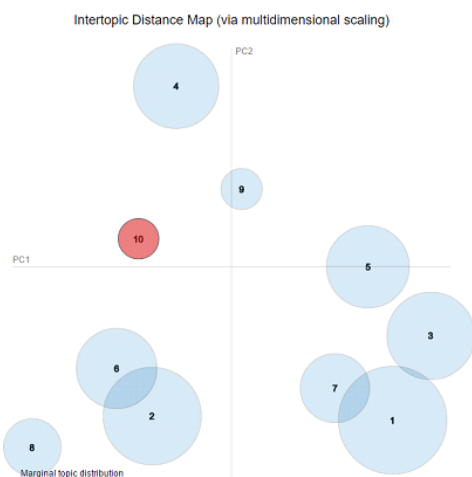 Intertopic Distance Map (via multidimensional scaling)
PC2
4
9
10
PC1
5
3
6
7
2
1
8
Marginal topic distribution